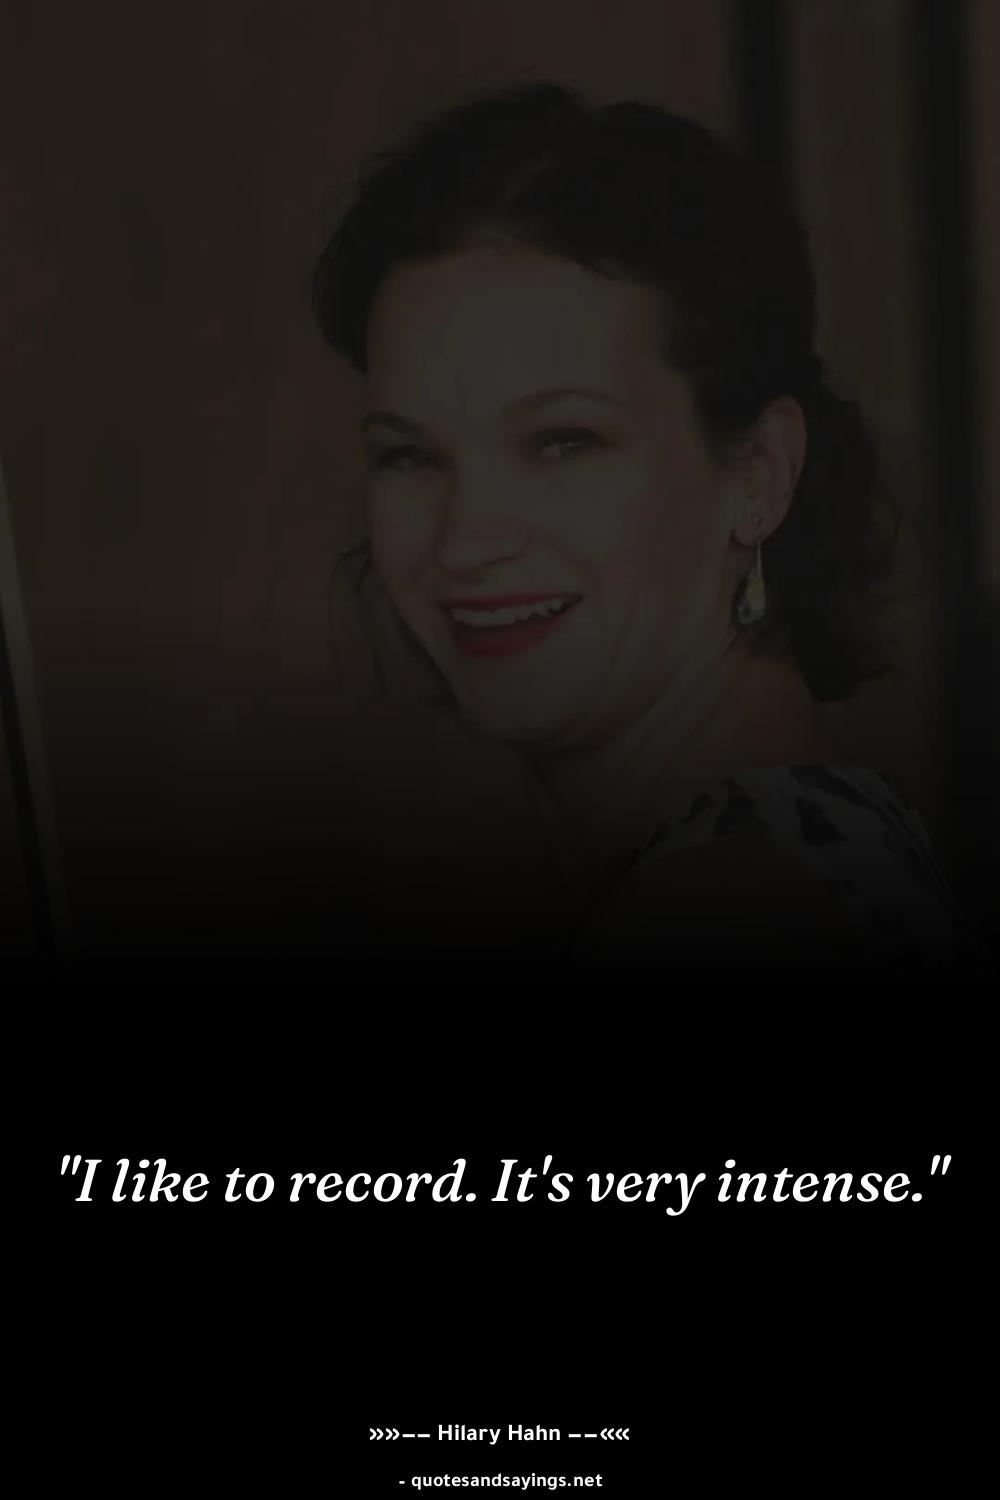 "I like to record. It's very intense."
»»–– Hilary Hahn ––««
- quotesandsayings.net